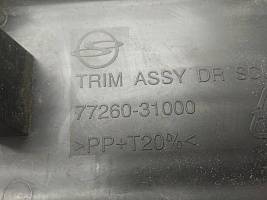 TRIM ASSY DR SC
77260-31000
>PP+T20%<